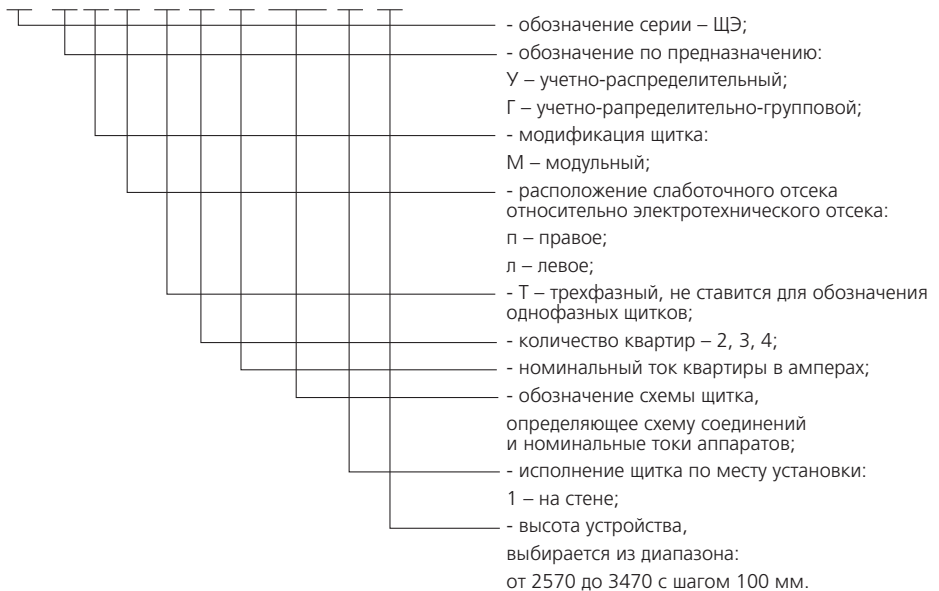 - обозначение серии – ЩЭ;
- обозначение по предназначению:
У – учетно-распределительный;
Г – учетно-рапределительно-групповой;
- модификация щитка:
М – модульный;
- расположение слаботочного отсека
относительно электротехнического отсека:
п – правое;
л – левое;
- Т – трехфазный, не ставится для обозначения
однофазных щитков;
- количество квартир – 2, 3, 4;
- номинальный ток квартиры в амперах;
- обозначение схемы щитка,
определяющее схему соединений
и номинальные токи аппаратов;
- исполнение щитка по месту установки:
1 – на стене;
- высота устройства,
выбирается из диапазона:
от 2570 до 3470 с шагом 100 мм.